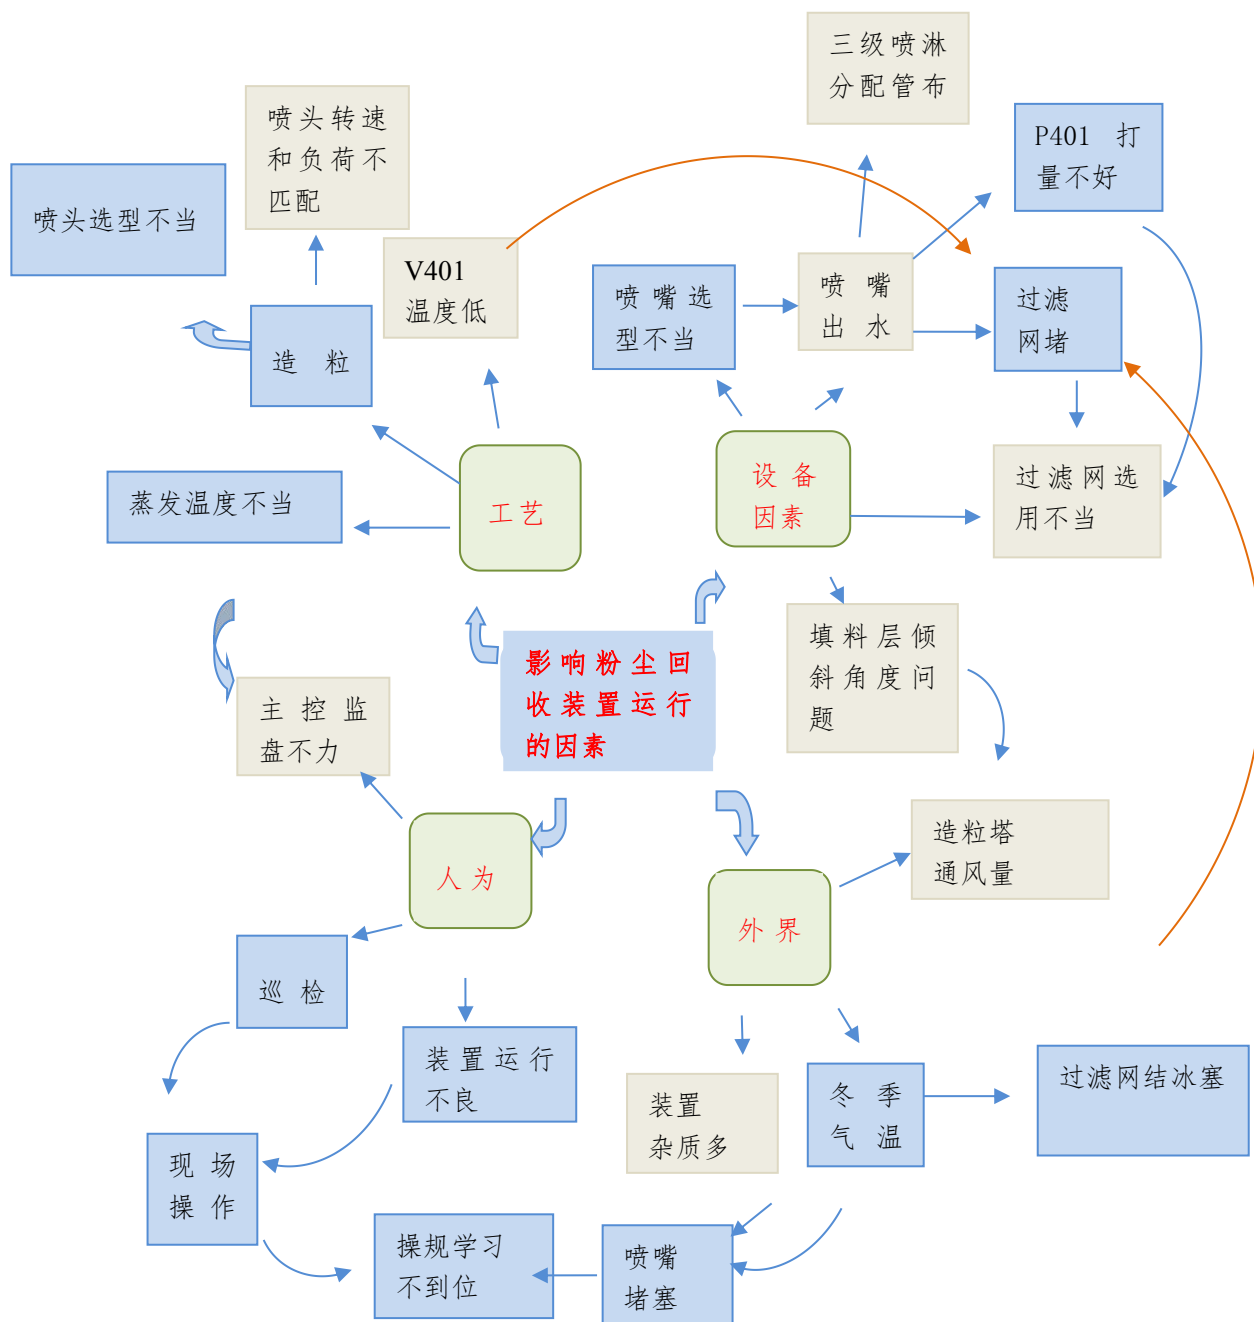 三级喷淋
分配管布
喷头转速
和负荷不
匹配
P401 打
量不好
喷头选型不当
V401
温度低
喷嘴选
型不当
喷嘴
出水
过滤
网堵
造粒
设备
因素
过滤网选
用不当
蒸发温度不当
工艺
影响粉尘回
收装置运行
的因素
填料层倾
斜角度问
题
主控监
盘不力
造粒塔
通风量
人为
外界
巡检
装置运行
不良
过滤网结冰塞
装置
杂质多
冬季
气温
现场
操作
操规学习
不到位
喷嘴
堵塞